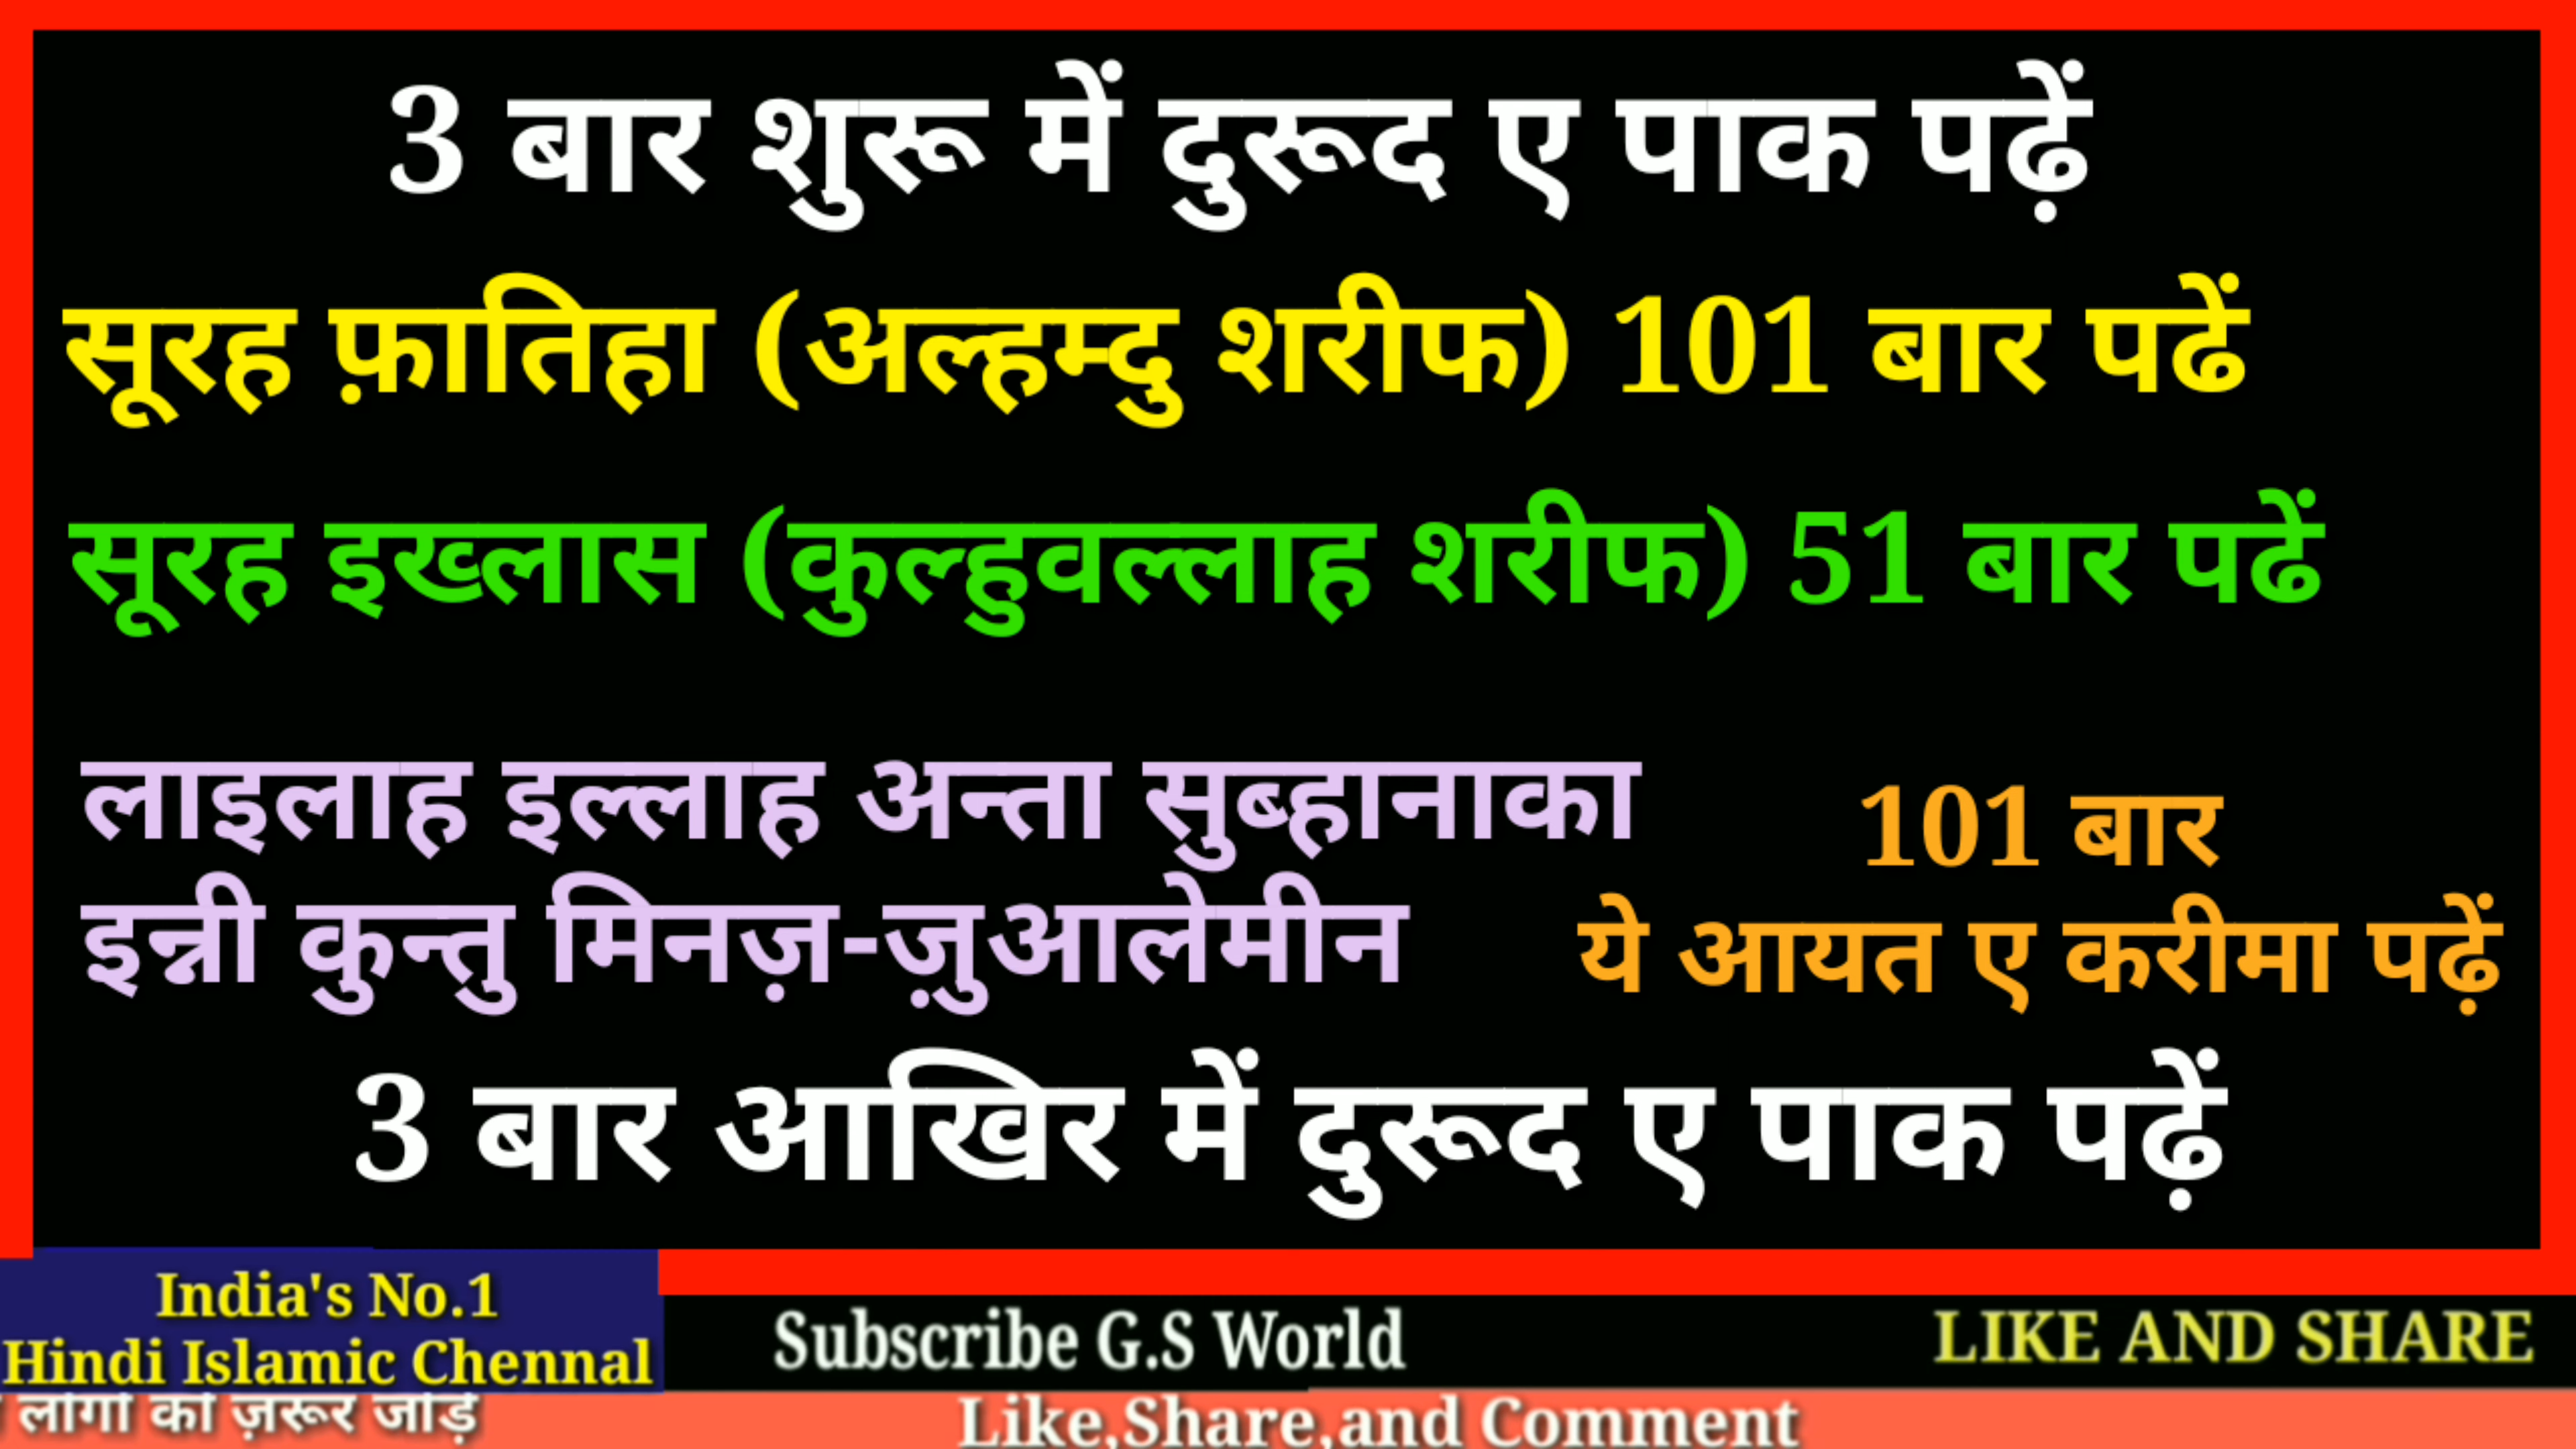 3 बार शुरू में दुरूद ए पाक पढ़ें
सूरह फ़ातिहा (अल्हम्दु शरीफ) 101 बार पढें
सूरह इख्लास (कुल्हुवल्लाह शरीफ) 51 बार पढें
लाइलाह इल्लाह अन्ता सुब्हानाका
इन्नी कुन्तु मिनज़-ज़ुआलेमीन
101 बार
ये आयत ए करीमा पढ़ें
3 बार आखिर में दुरूद ए पाक पढ़ें
India's No.1
Hindi Islamic Chennal
Subscribe G.S World
LIKE AND SHARE
लोगों को ज़रूर जोड़ें
Like,Share,and Comment